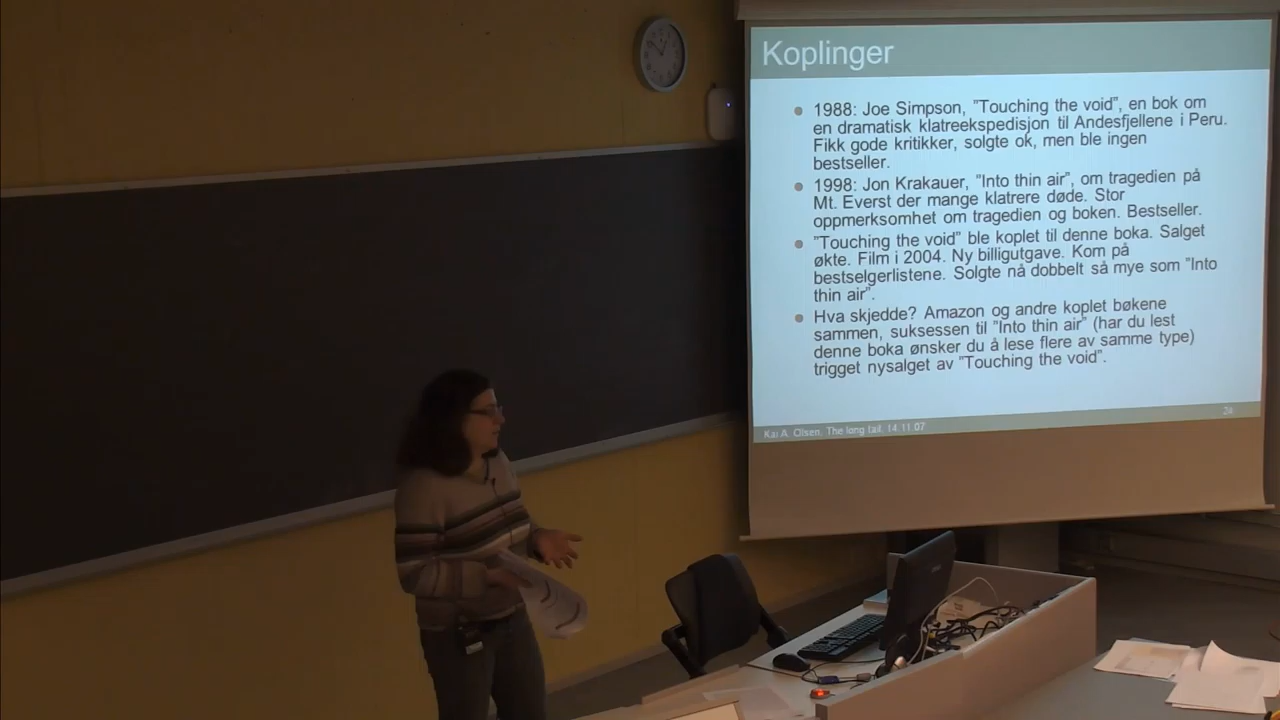 Koplinger
1988: Joe Simpson, "Touching the void", en bok om
en dramatisk klatreekspedisjon til Andesfjellene i Peru.
Fikk gode kritikker, solgte ok, men ble ingen
bestseller.
1998: Jon Krakauer, "Into thin air", om tragedien på
Mt. Everst der mange klatrere døde. Stor
oppmerksomhet om tragedien og boken. Bestseller.
"Touching the void" ble koplet til denne boka. Salget
økte. Film i 2004. Ny billigutgave. Kom på
bestselgerlistene. Solgte nå dobbelt så mye som "Into
thin air".
Hva skjedde? Amazon og andre koplet bøkene
sammen, suksessen til "Into thin air" (har du lest
denne boka ønsker du å lese flere av samme type)
trigget nysalget av "Touching the void".
Kai A. Olsen, The long tail, 14.11.07
24